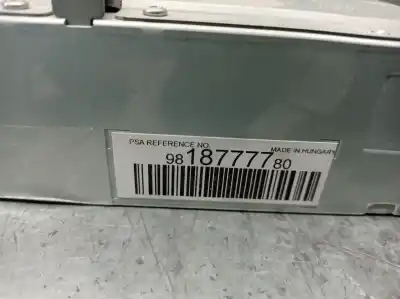 PSA REFERENCE NO.
MADE IN HUNGARY
9818777780